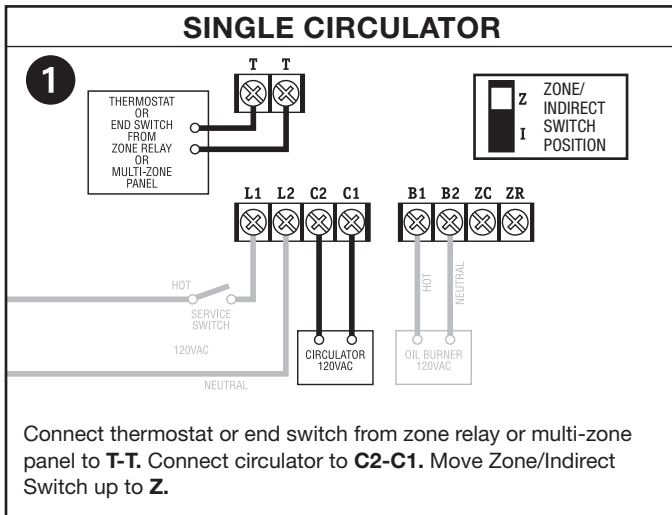 SINGLE CIRCULATOR
1
T T
THERMOSTAT
OR
END SWITCH
FROM
ZONE RELAY
OR
MULTI-ZONE
PANEL
Z
I
ZONE/
INDIRECT
SWITCH
POSITION
L1 L2 C2 C1
B1 B2 ZC ZR
HOT
SERVICE
SWITCH
120VAC
NEUTRAL
CIRCULATOR
120VAC
HOT
NEUTRAL
OIL BURNER
120VAC
Connect thermostat or end switch from zone relay or multi-zone
panel to T-T. Connect circulator to C2-C1. Move Zone/Indirect
Switch up to Z.